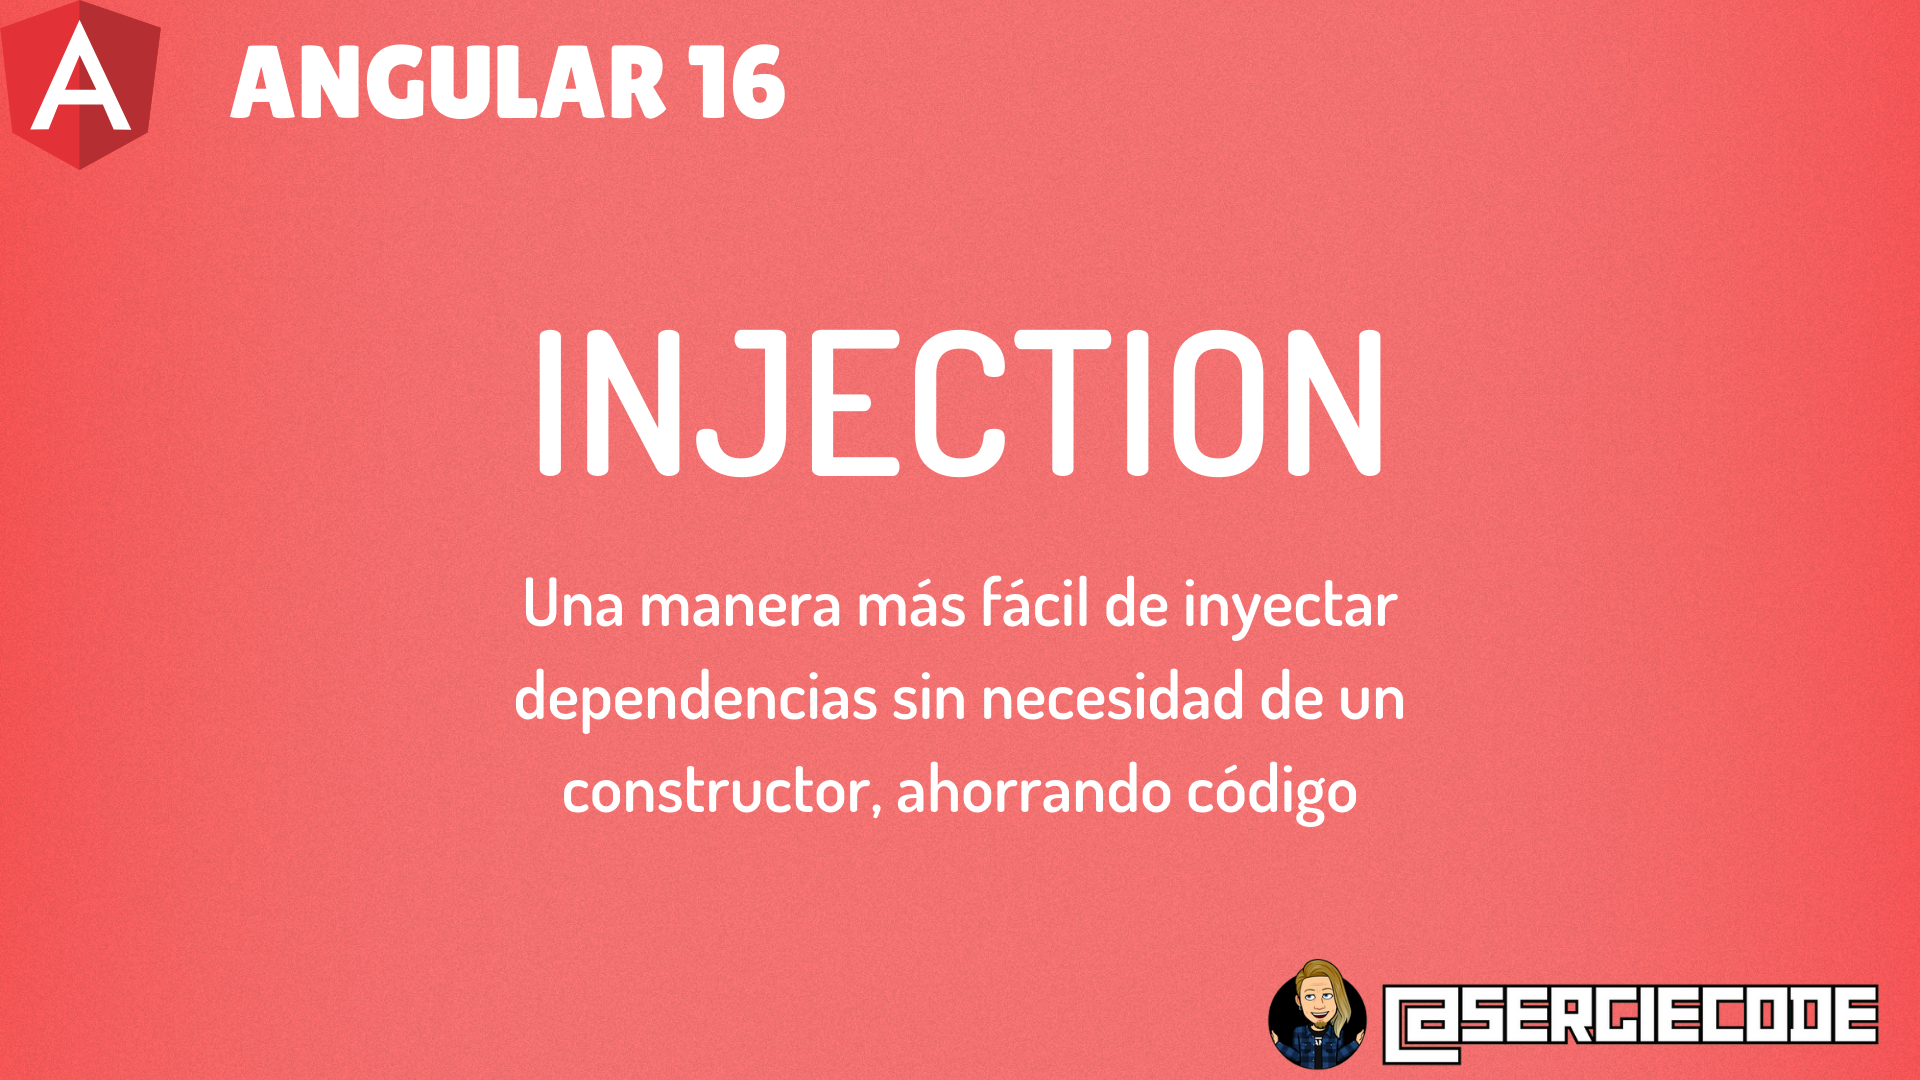 ANGULAR 16
INJECTION
Una manera más fácil de inyectar
dependencias sin necesidad de un
constructor, ahorrando código
@SERGIECODE